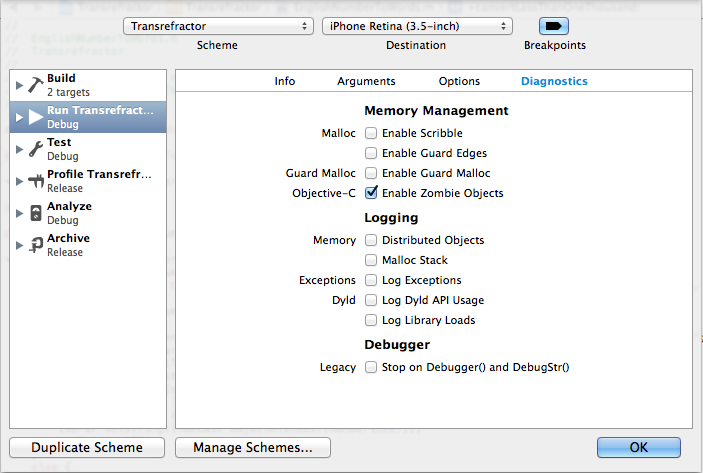 Transrefractor
iPhone Retina (3.5-inch)
Scheme
Destination
Breakpoints
Build
2 targets
Run Transrefract...
Debug
Test
Debug
Profile Transrefr...
Release
Analyze
Debug
Archive
Release
Info Arguments Options Diagnostics
Memory Management
Malloc Enable Scribble
Enable Guard Edges
Guard Malloc Enable Guard Malloc
Objective-C Enable Zombie Objects
Logging
Memory Distributed Objects
Malloc Stack
Exceptions Log Exceptions
Dyld Log Dyld API Usage
Log Library Loads
Debugger
Legacy Stop on Debugger() and DebugStr()
Duplicate Scheme
Manage Schemes...
OK